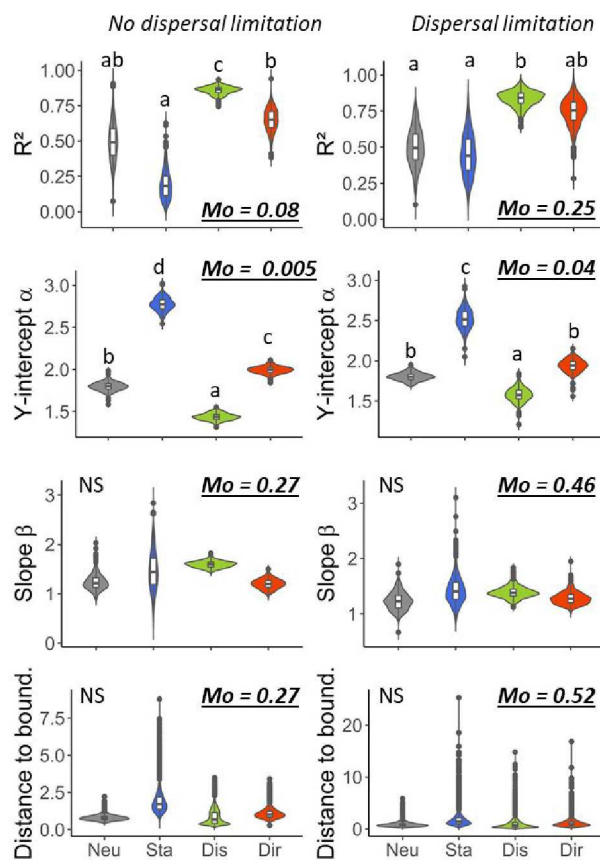 No dispersal limitation
Dispersal limitation
ab a c b
a a b ab
R²
1.00
0.75
0.50
0.25
0.00
Mo = 0.08
R²
1.00
0.75
0.50
0.25
0.00
Mo = 0.25
Y-intercept α
3.0
2.5
2.0
1.5
b d a c
Mo = 0.005
Y-intercept α
3.0
2.5
2.0
1.5
b c a b
Mo = 0.04
Slope β
3
2
1
0
NS
Mo = 0.27
Slope β
3
2
1
NS
Mo = 0.46
Distance to bound.
7.5
5.0
2.5
0.0
NS
Mo = 0.27
Neu Sta Dis Dir
Distance to bound.
20
10
0
NS
Mo = 0.52
Neu Sta Dis Dir